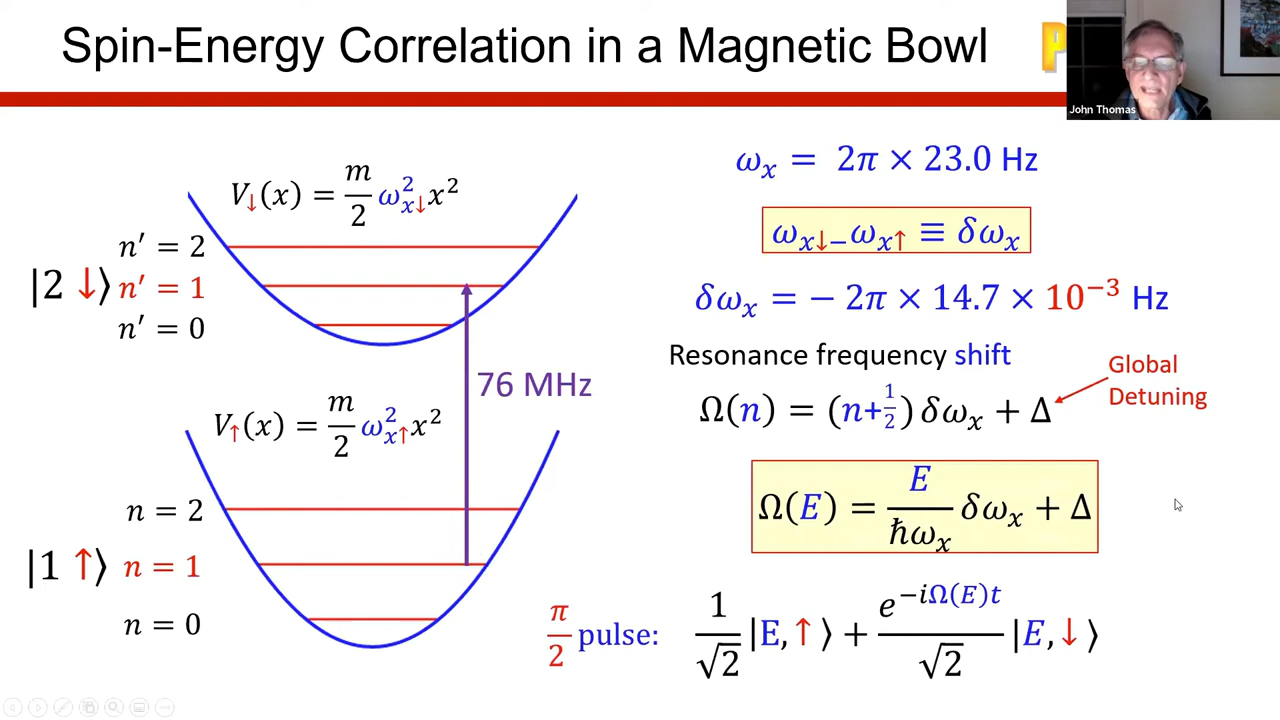 Spin-Energy Correlation in a Magnetic Bowl
P
John Thomas
V↓(x) = m/2 ω²ₓ↓x²
n′ = 2
|2 ↓⟩ n′ = 1
n′ = 0
76 MHz
V↑(x) = m/2 ω²ₓ↑x²
n = 2
|1 ↑⟩ n = 1
n = 0
ωₓ = 2π × 23.0 Hz
ωₓ↓−ωₓ↑ ≡ δωₓ
δωₓ = − 2π × 14.7 × 10⁻³ Hz
Resonance frequency shift
Global
Detuning
Ω(n) = (n+½) δωₓ + Δ
Ω(E) = E/ħωₓ δωₓ + Δ
π/2 pulse: 1/√2 |E,↑⟩ + e^−iΩ(E)t/√2 |E,↓⟩